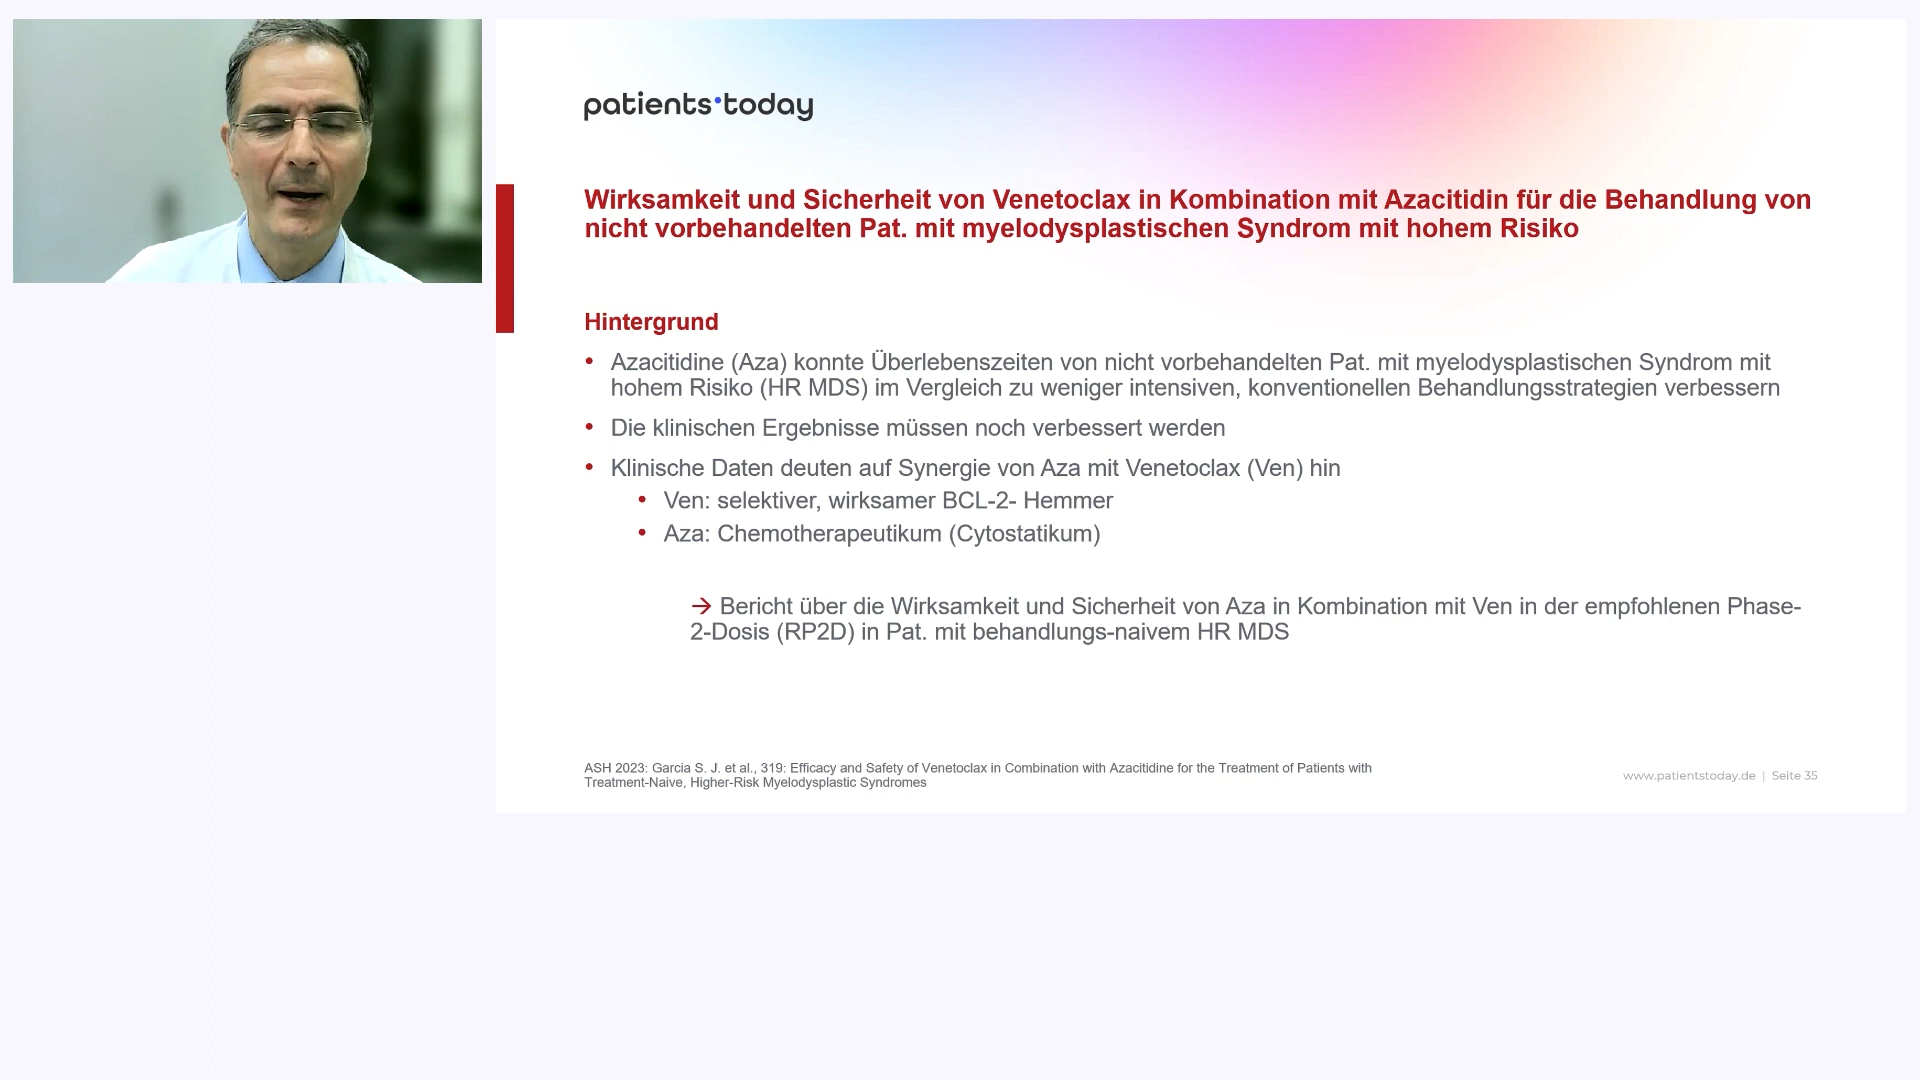 patients•today
Wirksamkeit und Sicherheit von Venetoclax in Kombination mit Azacitidin für die Behandlung von
nicht vorbehandelten Pat. mit myelodysplastischen Syndrom mit hohem Risiko
Hintergrund
• Azacitidine (Aza) konnte Überlebenszeiten von nicht vorbehandelten Pat. mit myelodysplastischen Syndrom mit
hohem Risiko (HR MDS) im Vergleich zu weniger intensiven, konventionellen Behandlungsstrategien verbessern
• Die klinischen Ergebnisse müssen noch verbessert werden
• Klinische Daten deuten auf Synergie von Aza mit Venetoclax (Ven) hin
• Ven: selektiver, wirksamer BCL-2- Hemmer
• Aza: Chemotherapeutikum (Cytostatikum)
→ Bericht über die Wirksamkeit und Sicherheit von Aza in Kombination mit Ven in der empfohlenen Phase-
2-Dosis (RP2D) in Pat. mit behandlungs-naivem HR MDS
ASH 2023: Garcia S. J. et al., 319: Efficacy and Safety of Venetoclax in Combination with Azacitidine for the Treatment of Patients with
Treatment-Naive, Higher-Risk Myelodysplastic Syndromes
www.patientstoday.de | Seite 35